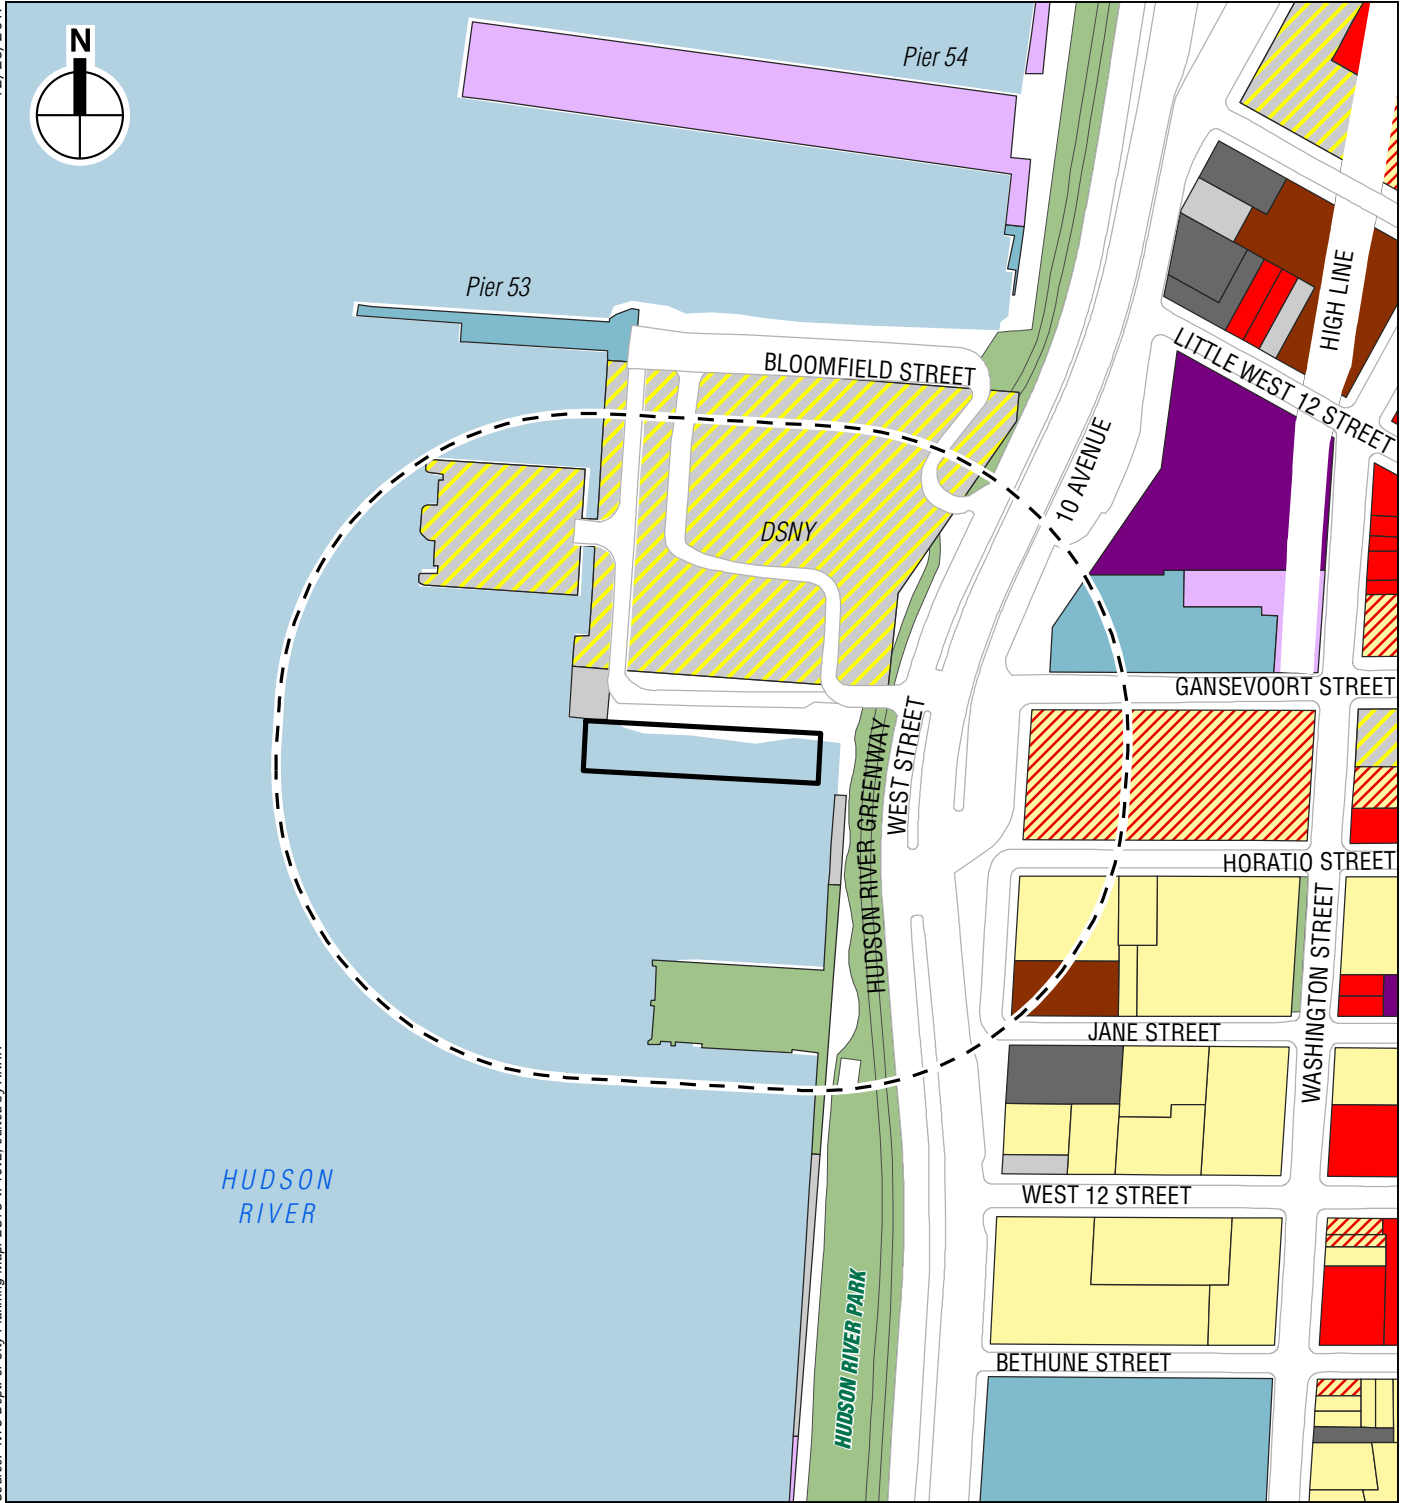 N
Pier 54
Pier 53
BLOOMFIELD STREET
HIGH LINE
LITTLE WEST 12 STREET
10 AVENUE
DSNY
GANSEVOORT STREET
WEST STREET
HUDSON RIVER GREENWAY
HORATIO STREET
WASHINGTON STREET
JANE STREET
HUDSON
RIVER
WEST 12 STREET
HUDSON RIVER PARK
BETHUNE STREET